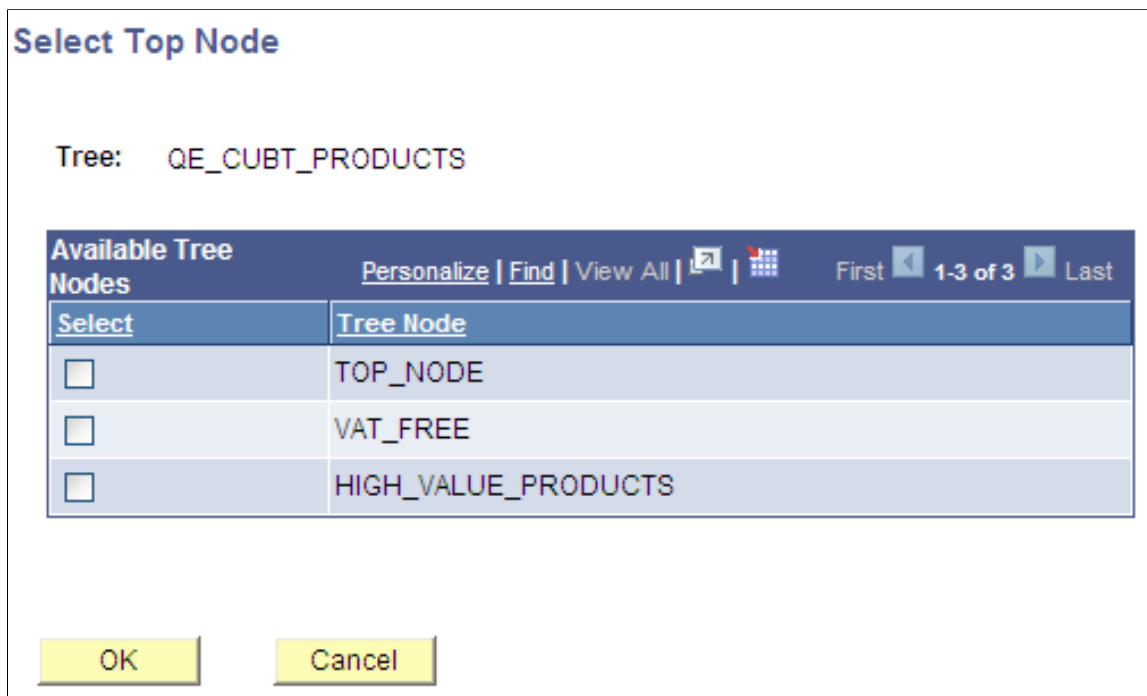 Select Top Node
Tree: QE_CUBT_PRODUCTS
Available Tree
Nodes
Personalize | Find | View All | | First 1-3 of 3 Last
Select Tree Node
TOP_NODE
VAT_FREE
HIGH_VALUE_PRODUCTS
OK Cancel